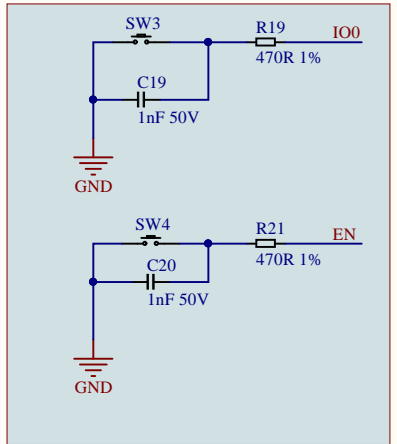 SW3
R19
IO0
C19
470R 1%
1nF 50V
GND
SW4
R21
EN
C20
470R 1%
1nF 50V
GND